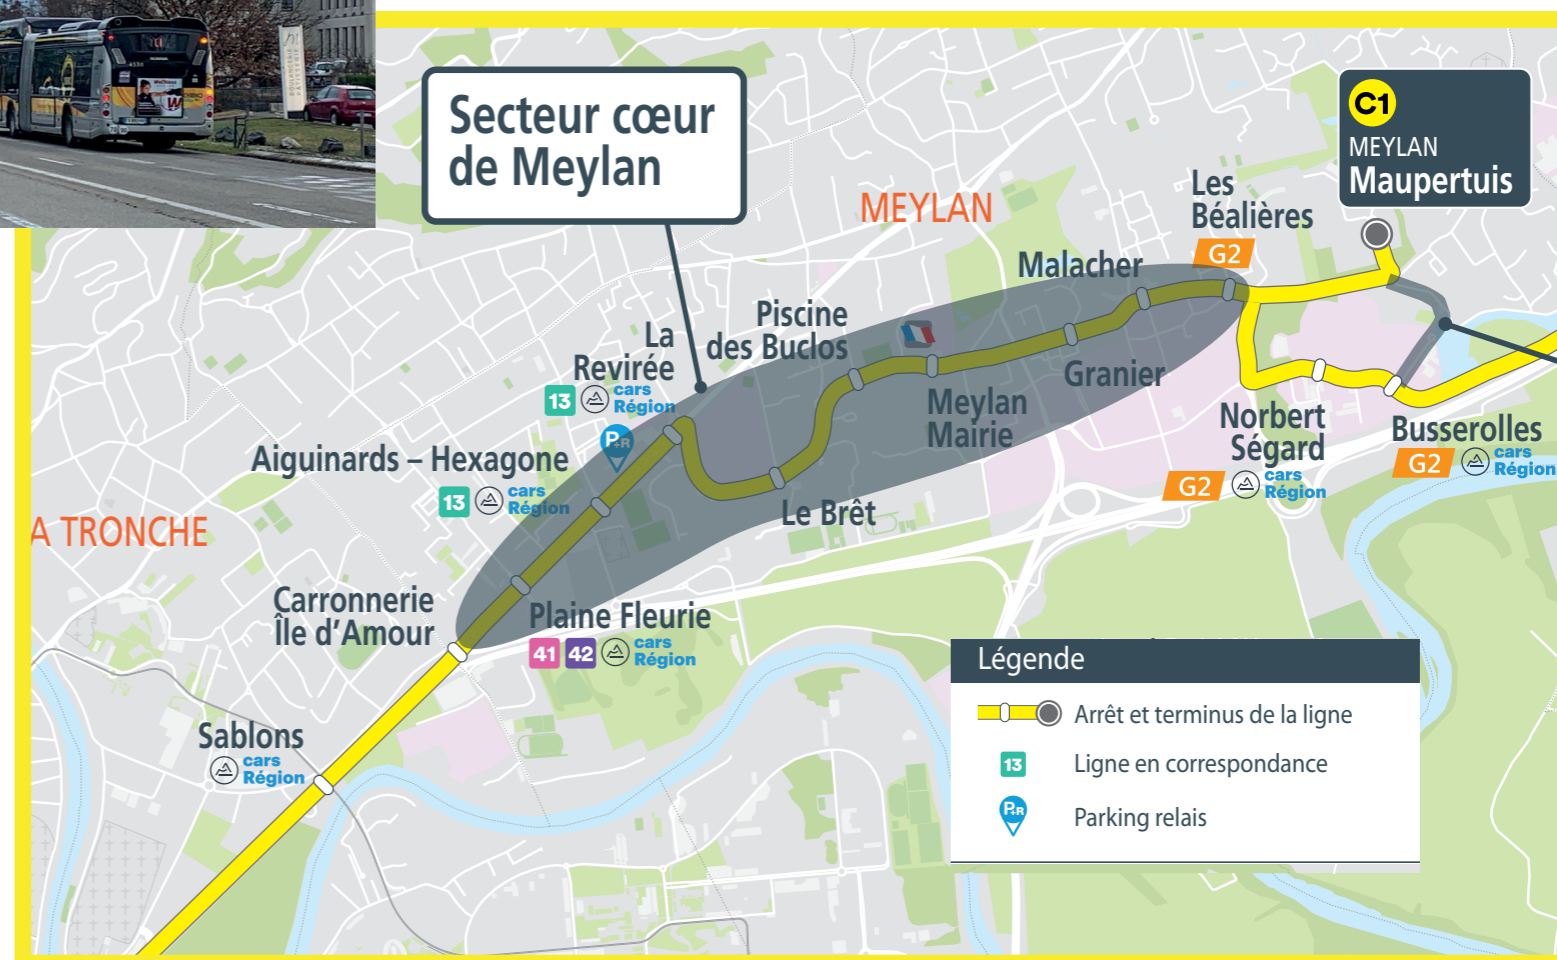 Secteur cœur
de Meylan
C1
MEYLAN
Maupertuis
MEYLAN
Les
Béalières
G2
Malacher
Piscine
des Buclos
La
Revirée
13 cars
Région
P+R
Granier
Meylan
Mairie
Norbert
Ségard
G2 cars
Région
Busserolles
G2 cars
Région
Aiguinards – Hexagone
13 cars
Région
Le Brêt
A TRONCHE
Carronnerie
Île d'Amour
Plaine Fleurie
41 42 cars
Région
Sablons
cars
Région
Légende
Arrêt et terminus de la ligne
13 Ligne en correspondance
P+R Parking relais